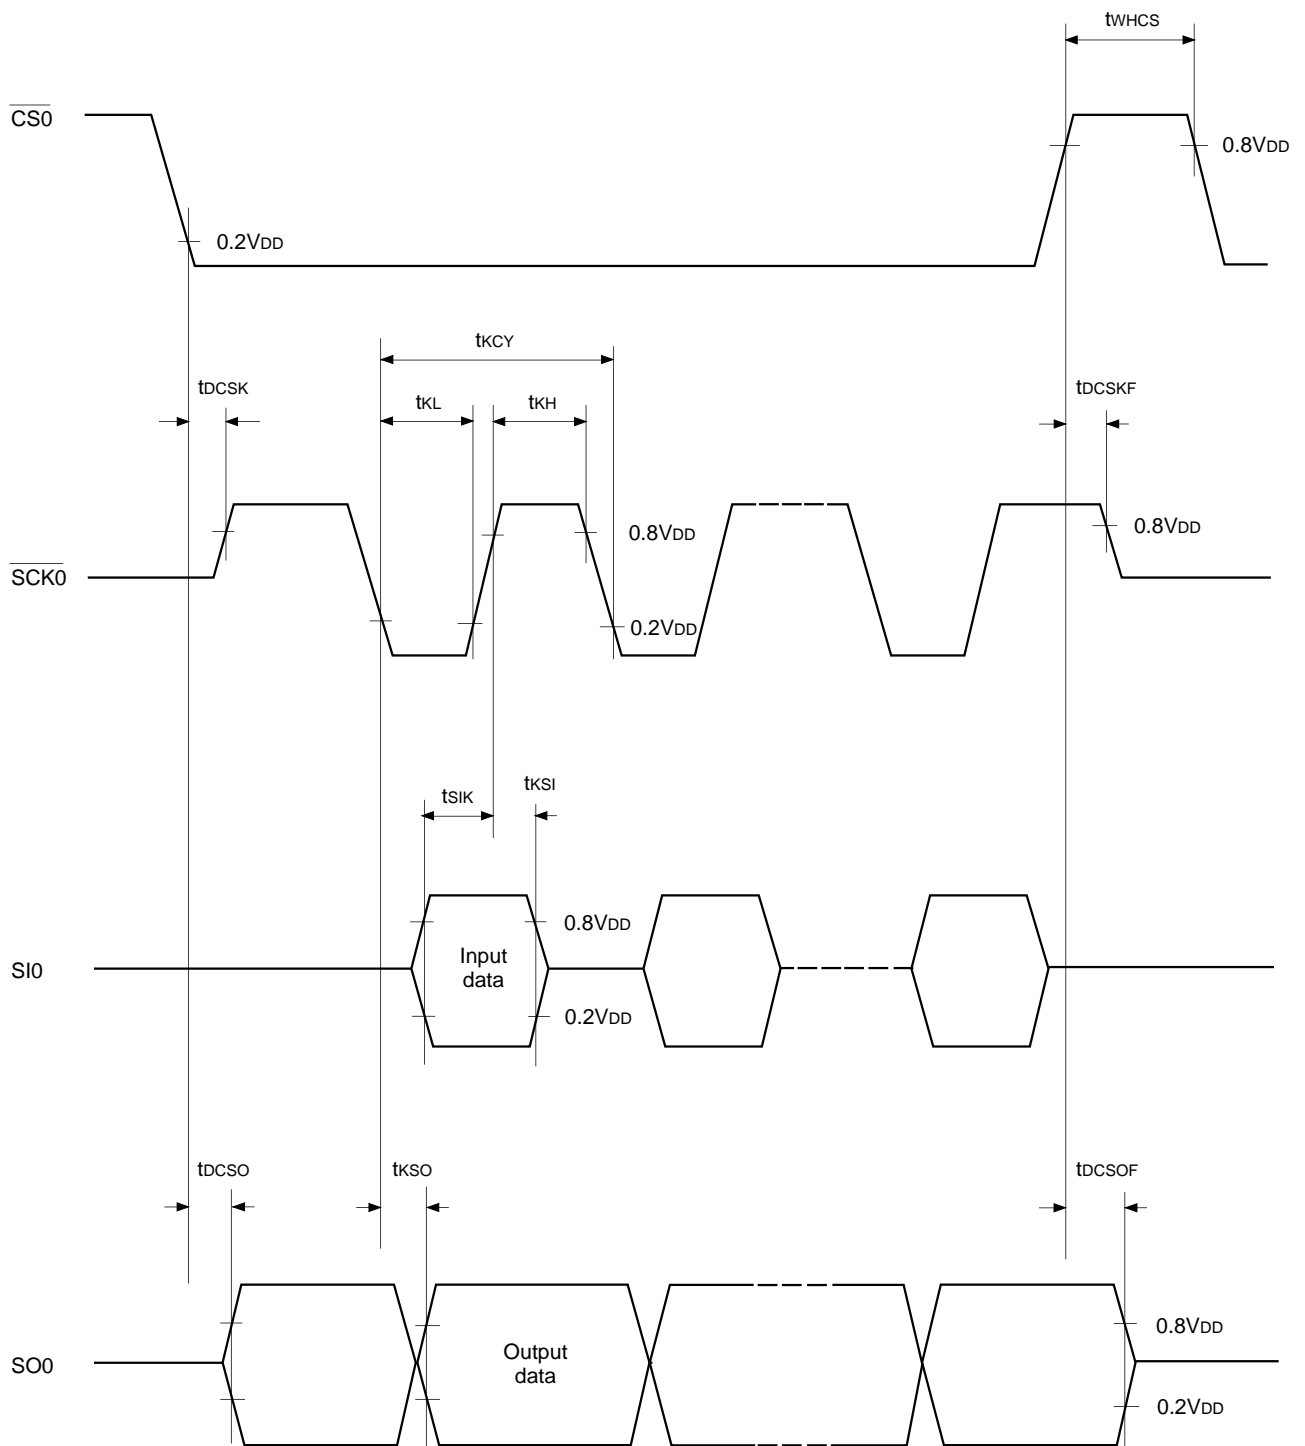 tWHCS
CS0
0.8VDD
0.2VDD
tKCY
tDCSK
tKL
tKH
tDCSKF
0.8VDD
0.8VDD
SCK0
0.2VDD
tSIK
tKSI
0.8VDD
Input
data
SI0
0.2VDD
tDCSO
tKSO
tDCSOF
0.8VDD
Output
data
SO0
0.2VDD